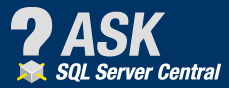 ? ASK
SQL Server Central